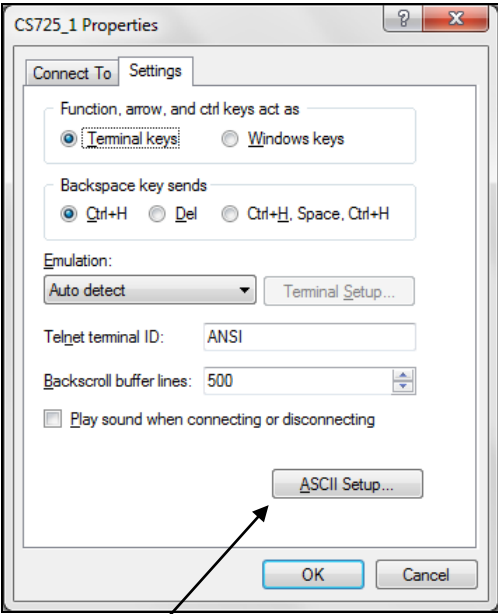 CS725_1 Properties
Connect To Settings
Function, arrow, and ctrl keys act as
Terminal keys Windows keys
Backspace key sends
Ctrl+H Del Ctrl+H, Space, Ctrl+H
Emulation:
Auto detect Terminal Setup...
Telnet terminal ID: ANSI
Backscroll buffer lines: 500
Play sound when connecting or disconnecting
ASCII Setup...
OK Cancel